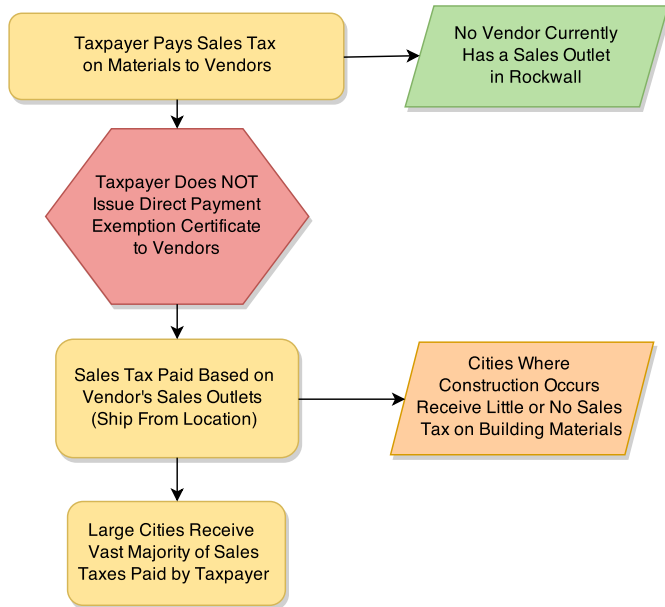 Taxpayer Pays Sales Tax
on Materials to Vendors
No Vendor Currently
Has a Sales Outlet
in Rockwall
Taxpayer Does NOT
Issue Direct Payment
Exemption Certificate
to Vendors
Sales Tax Paid Based on
Vendor's Sales Outlets
(Ship From Location)
Cities Where
Construction Occurs
Receive Little or No Sales
Tax on Building Materials
Large Cities Receive
Vast Majority of Sales
Taxes Paid by Taxpayer